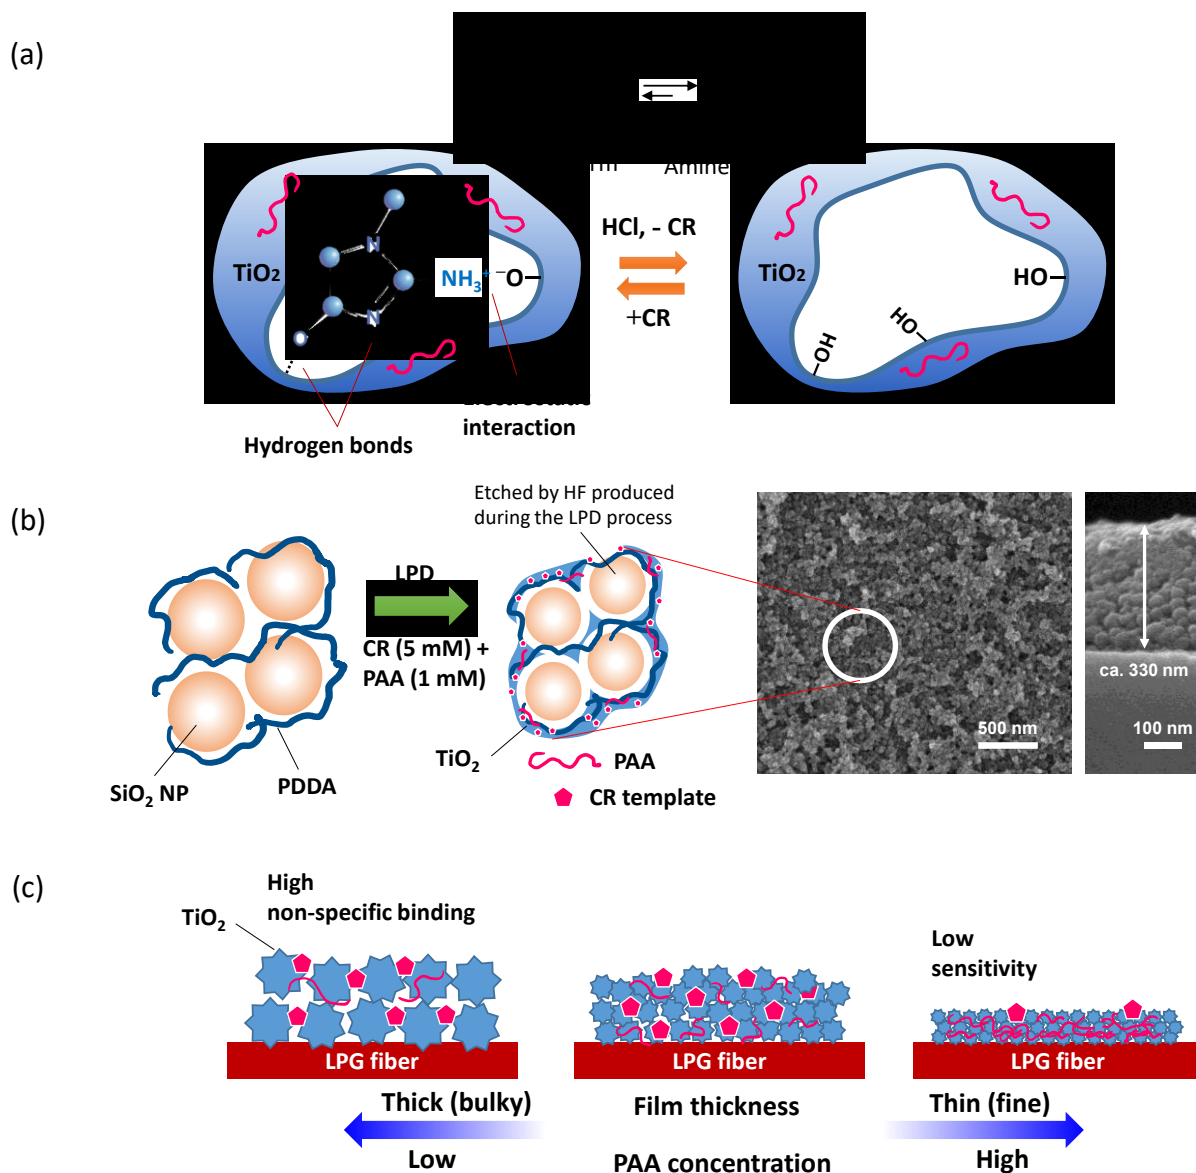 (a)
Amine
TiO2
N
N
NH3+
−O
HCl, - CR
+CR
TiO2
HO
HO
OH
interaction
Hydrogen bonds
(b)
Etched by HF produced
during the LPD process
LPD
CR (5 mM) +
PAA (1 mM)
SiO2 NP
PDDA
TiO2
PAA
CR template
500 nm
ca. 330 nm
100 nm
(c)
High
non-specific binding
TiO2
Low
sensitivity
LPG fiber
LPG fiber
LPG fiber
Thick (bulky)
Film thickness
Thin (fine)
Low
PAA concentration
High